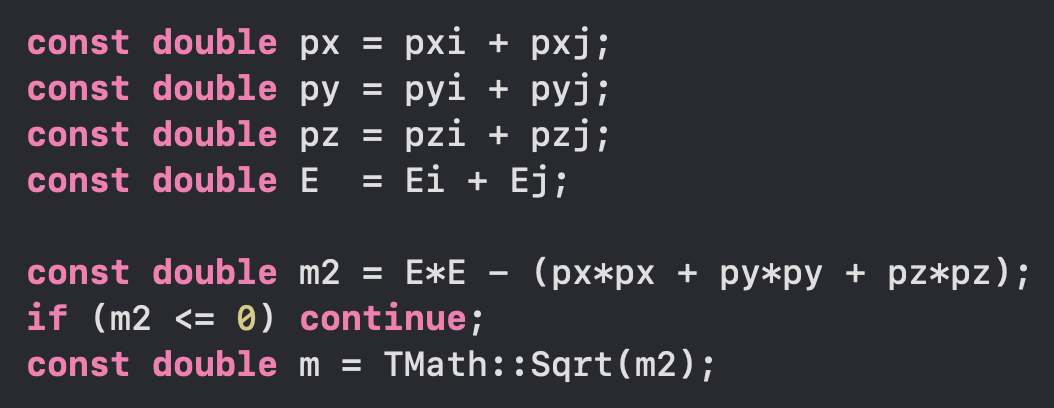 const double px = pxi + pxj;
const double py = pyi + pyj;
const double pz = pzi + pzj;
const double E  = Ei + Ej;

const double m2 = E*E - (px*px + py*py + pz*pz);
if (m2 <= 0) continue;
const double m = TMath::Sqrt(m2);